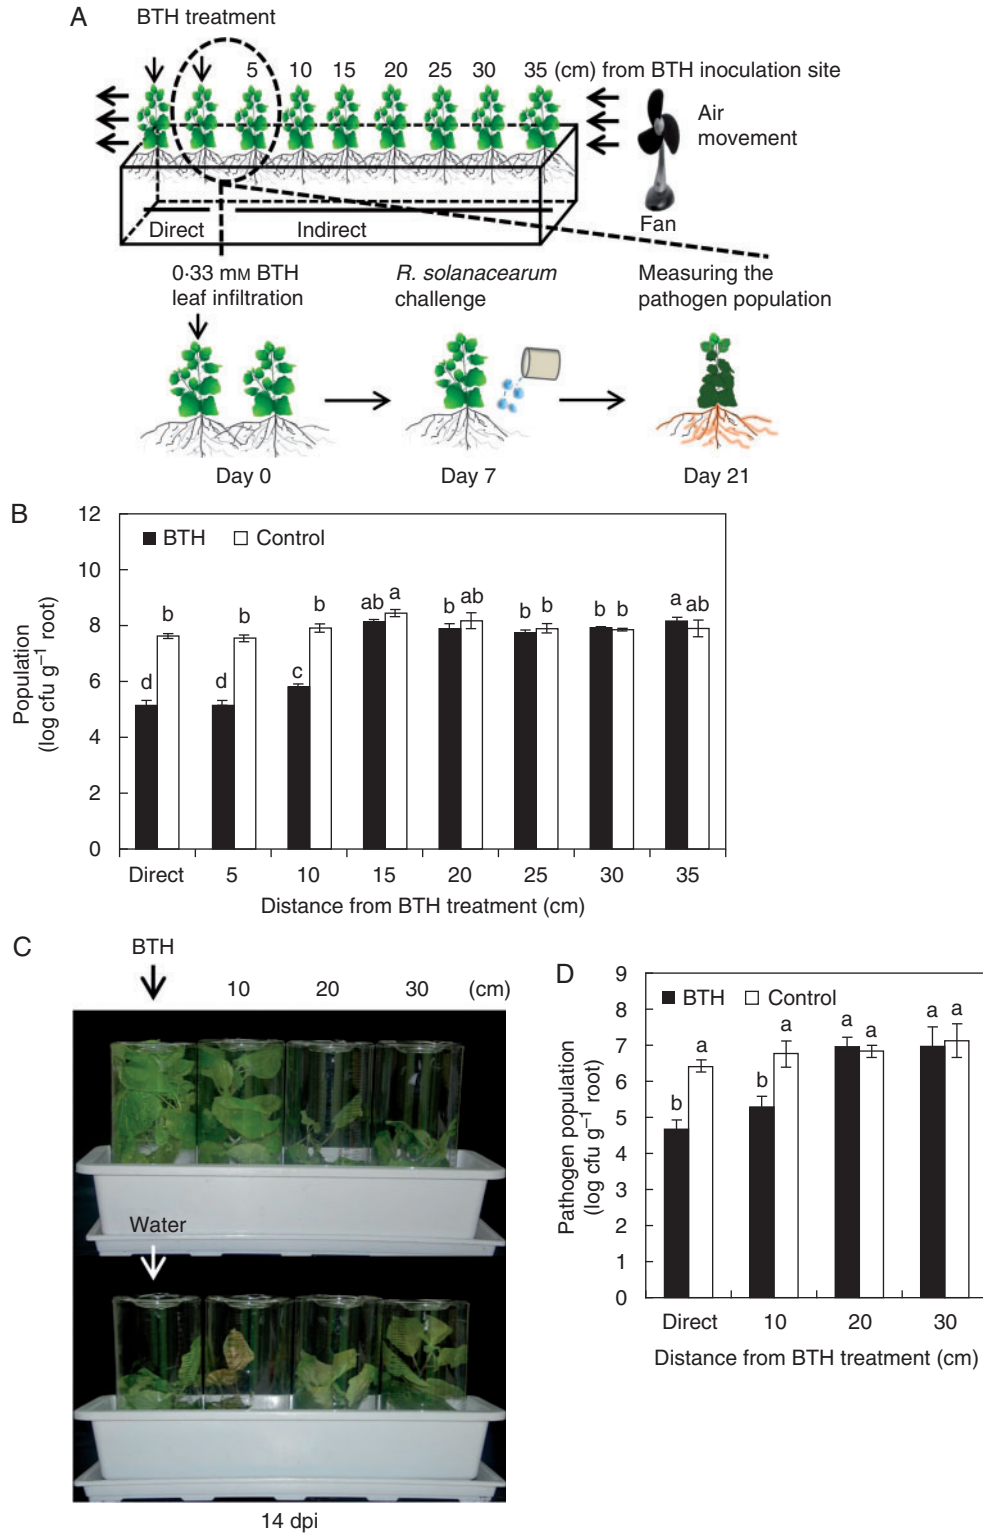 A
BTH treatment
5 10 15 20 25 30 35 (cm) from BTH inoculation site
Air
movement
Fan
Direct Indirect
0·33 mM BTH
leaf infiltration
R. solanacearum
challenge
Measuring the
pathogen population
Day 0 Day 7 Day 21
B
BTH Control
12
10
8
6
4
2
0
Population
(log cfu g⁻¹ root)
d b d b c b ab a b ab b b b b a ab
Direct 5 10 15 20 25 30 35
Distance from BTH treatment (cm)
C
BTH
10 20 30 (cm)
Water
14 dpi
D
BTH Control
9
8
7
6
5
4
3
2
1
0
Pathogen population
(log cfu g⁻¹ root)
b a b a a a a a
Direct 10 20 30
Distance from BTH treatment (cm)